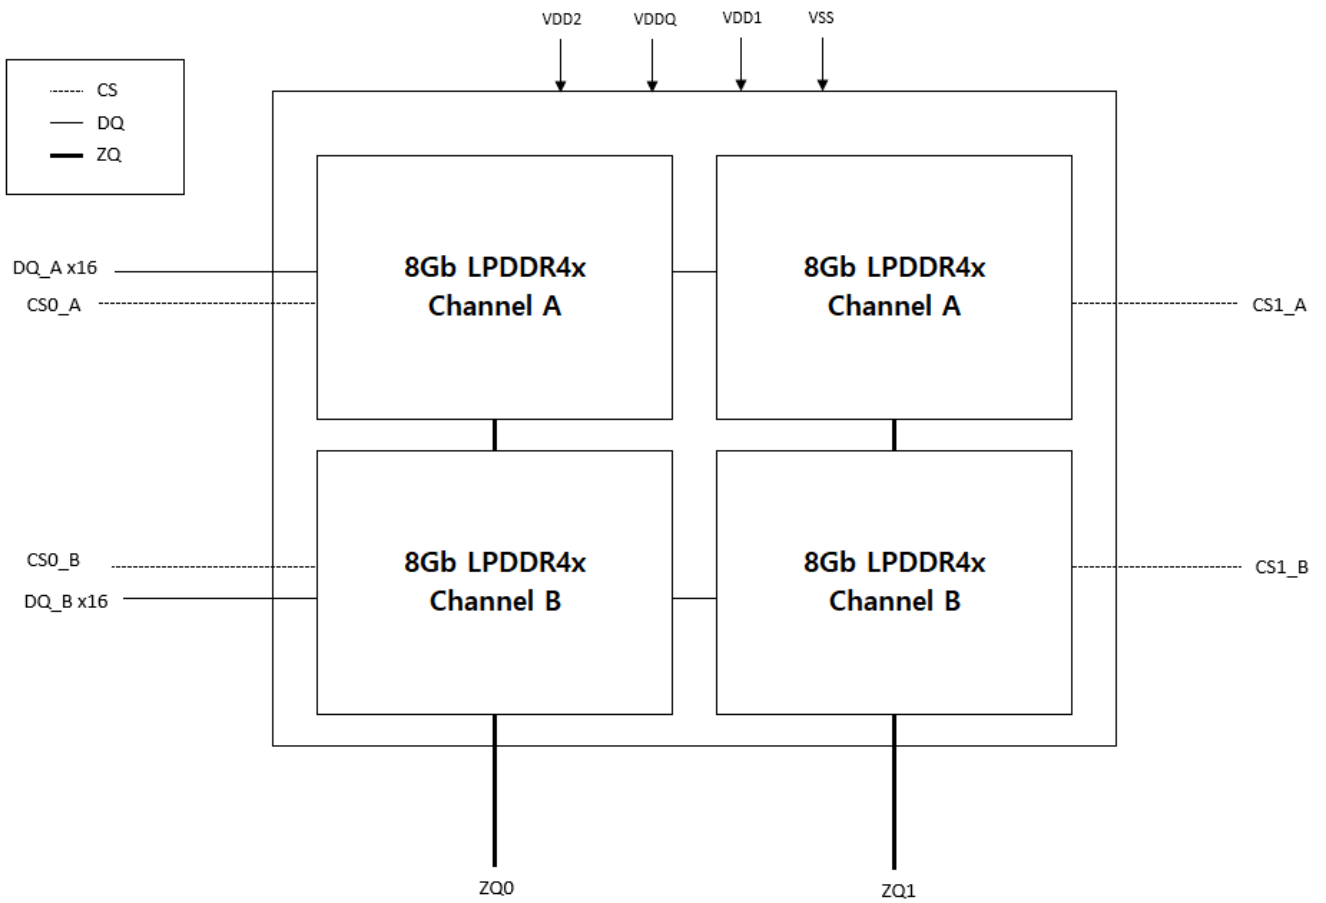 VDD2
VDDQ
VDD1
VSS
CS
DQ
ZQ
DQ_A x16
CS0_A
8Gb LPDDR4x
Channel A
8Gb LPDDR4x
Channel A
CS1_A
CS0_B
DQ_B x16
8Gb LPDDR4x
Channel B
8Gb LPDDR4x
Channel B
CS1_B
ZQ0
ZQ1